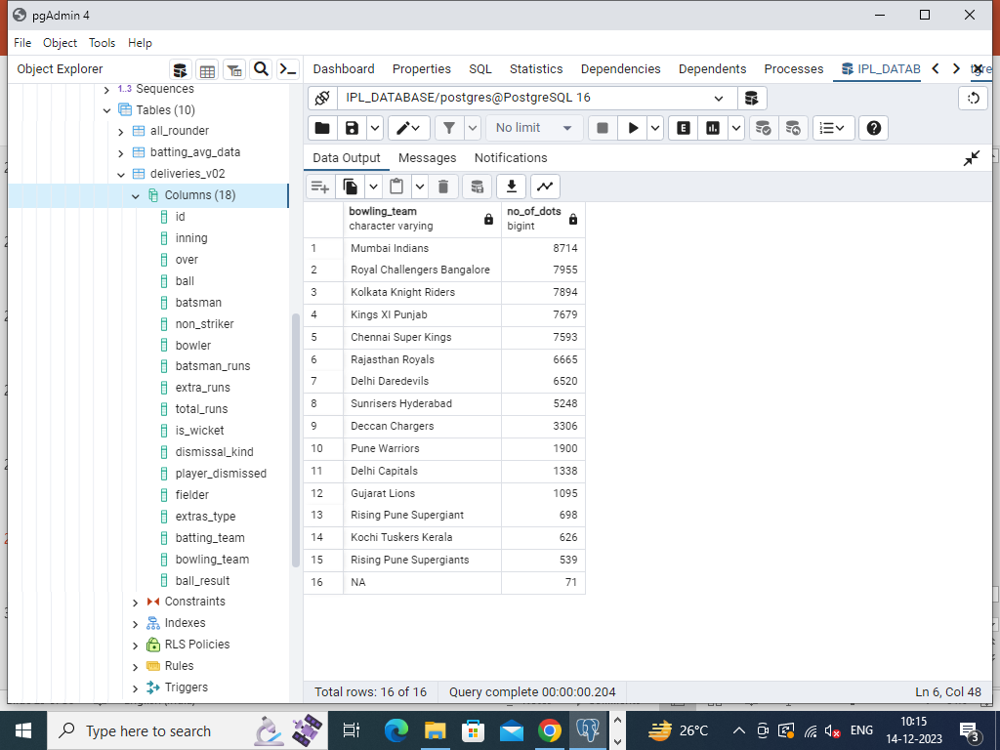 pgAdmin 4
File Object Tools Help
Object Explorer
Dashboard Properties SQL Statistics Dependencies Dependents Processes IPL_DATAB
IPL_DATABASE/postgres@PostgreSQL 16
No limit
E
Data Output Messages Notifications
1..3 Sequences
Tables (10)
all_rounder
batting_avg_data
deliveries_v02
Columns (18)
id
inning
over
ball
batsman
non_striker
bowler
batsman_runs
extra_runs
total_runs
is_wicket
dismissal_kind
player_dismissed
fielder
extras_type
batting_team
bowling_team
ball_result
Constraints
Indexes
RLS Policies
Rules
Triggers
bowling_team no_of_dots
character varying bigint
1 Mumbai Indians 8714
2 Royal Challengers Bangalore 7955
3 Kolkata Knight Riders 7894
4 Kings XI Punjab 7679
5 Chennai Super Kings 7593
6 Rajasthan Royals 6665
7 Delhi Daredevils 6520
8 Sunrisers Hyderabad 5248
9 Deccan Chargers 3306
10 Pune Warriors 1900
11 Delhi Capitals 1338
12 Gujarat Lions 1095
13 Rising Pune Supergiant 698
14 Kochi Tuskers Kerala 626
15 Rising Pune Supergiants 539
16 NA 71
Total rows: 16 of 16 Query complete 00:00:00.204 Ln 6, Col 48
Type here to search
26°C
ENG
10:15
14-12-2023
3